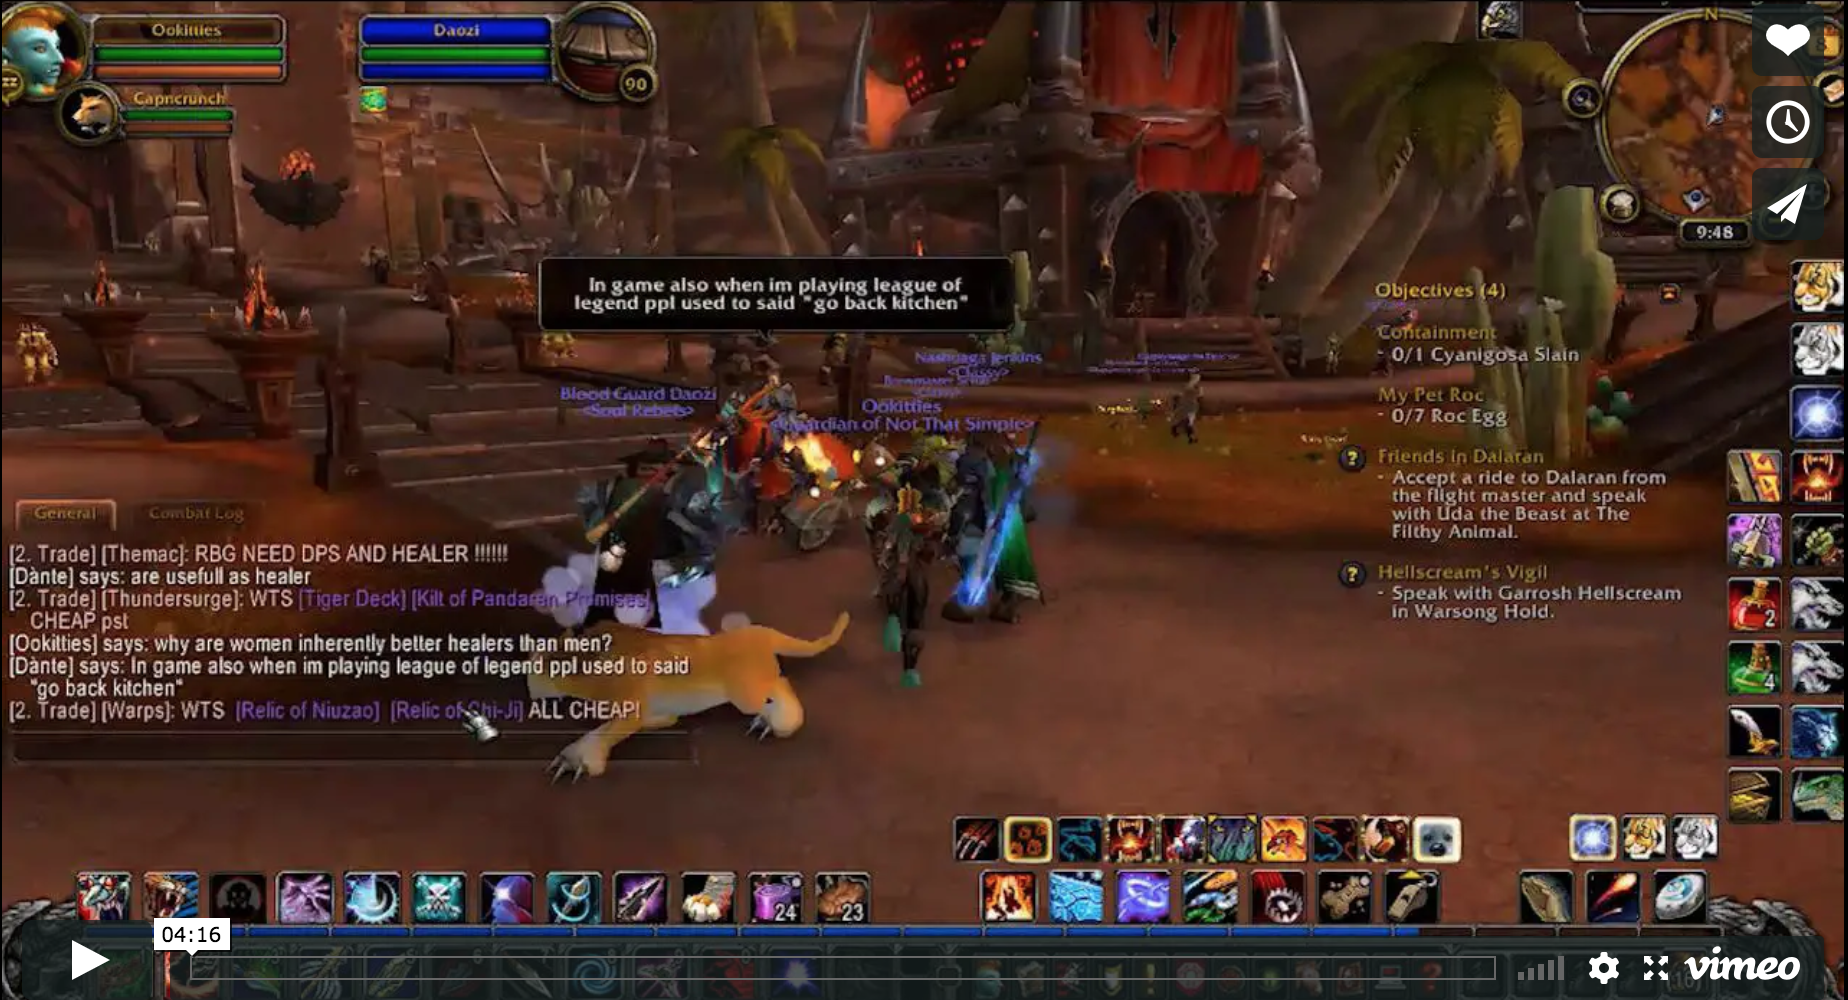 Ookitties
Daozi
90
zz
Capncrunch
N
9:48
In game also when im playing league of
legend ppl used to said "go back kitchen"
Objectives (4)
Containment
- 0/1 Cyanigosa Slain
My Pet Roc
- 0/7 Roc Egg
? Friends in Dalaran
- Accept a ride to Dalaran from
the flight master and speak
with Uda the Beast at The
Filthy Animal.
? Hellscream's Vigil
- Speak with Garrosh Hellscream
in Warsong Hold.
Nashoaga Jenkins
<Classy>
Blood Guard Daozi
<Soul Rebels>
Ookitties
<Guardian of Not That Simple>
General
Combat Log
[2. Trade] [Themac]: RBG NEED DPS AND HEALER !!!!!!
[Dànte] says: are usefull as healer
[2. Trade] [Thundersurge]: WTS [Tiger Deck] [Kilt of Pandaran Promises]
CHEAP pst
[Ookitties] says: why are women inherently better healers than men?
[Dànte] says: In game also when im playing league of legend ppl used to said
"go back kitchen"
[2. Trade] [Warps]: WTS [Relic of Niuzao] [Relic of Chi-Ji] ALL CHEAP!
2
4
24
23
04:16
vimeo